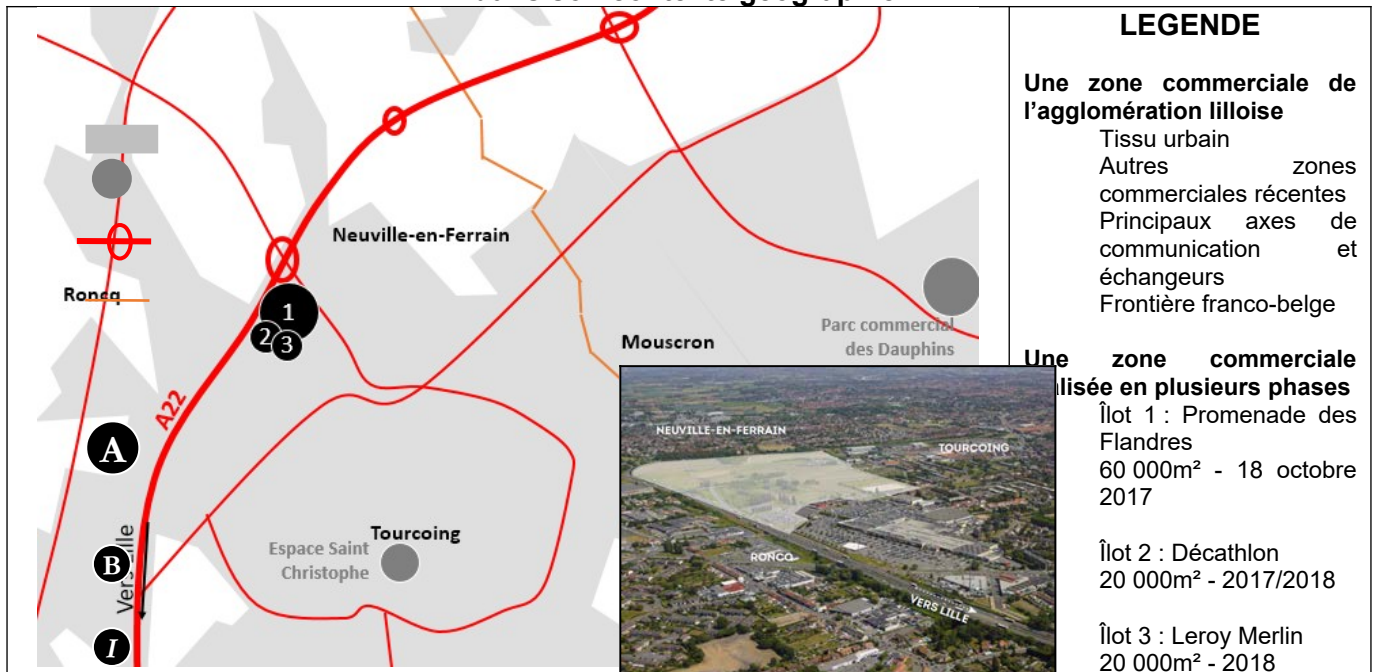 Neuville-en-Ferrain
Roncq
1
2
3
Mouscron
Parc commercial
des Dauphins
A22
A
Vers Lille
B
I
Espace Saint
Christophe
Tourcoing
NEUVILLE-EN-FERRAIN
TOURCOING
RONCQ
VERS LILLE
LEGENDE
Une zone commerciale de
l'agglomération lilloise
Tissu urbain
Autres zones
commerciales récentes
Principaux axes de
communication et
échangeurs
Frontière franco-belge
Une zone commerciale
alisée en plusieurs phases
Îlot 1 : Promenade des
Flandres
60 000m² - 18 octobre
2017
Îlot 2 : Décathlon
20 000m² - 2017/2018
Îlot 3 : Leroy Merlin
20 000m² - 2018